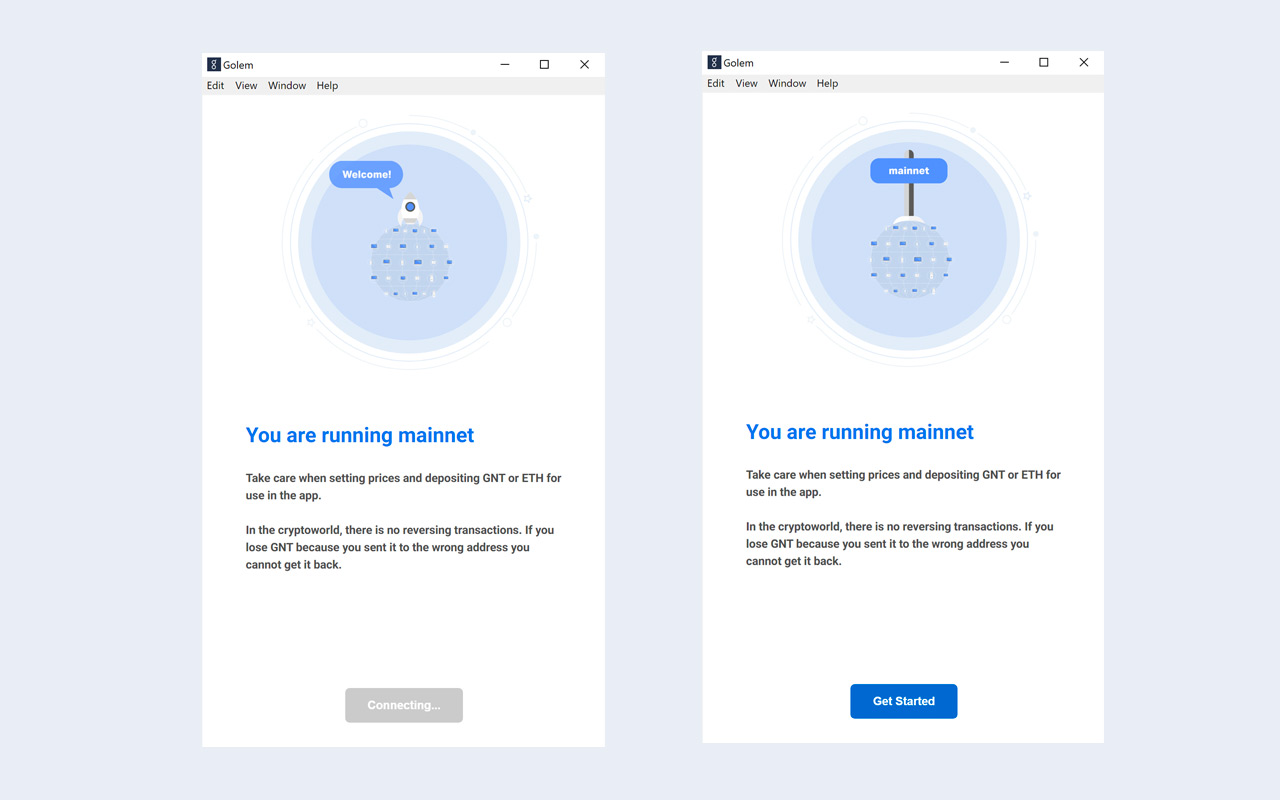 Golem
Edit View Window Help
Welcome!
You are running mainnet
Take care when setting prices and depositing GNT or ETH for
use in the app.
In the cryptoworld, there is no reversing transactions. If you
lose GNT because you sent it to the wrong address you
cannot get it back.
Connecting...
Golem
Edit View Window Help
mainnet
You are running mainnet
Take care when setting prices and depositing GNT or ETH for
use in the app.
In the cryptoworld, there is no reversing transactions. If you
lose GNT because you sent it to the wrong address you
cannot get it back.
Get Started